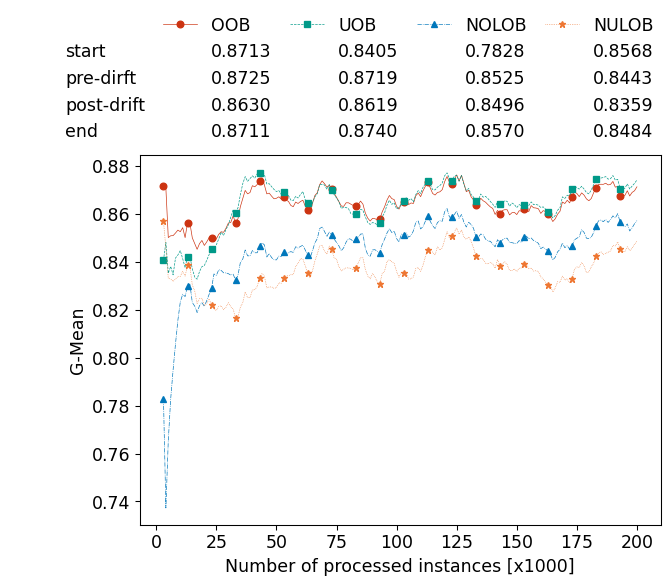 OOB UOB NOLOB NULOB
start 0.8713 0.8405 0.7828 0.8568
pre-dirft 0.8725 0.8719 0.8525 0.8443
post-drift 0.8630 0.8619 0.8496 0.8359
end 0.8711 0.8740 0.8570 0.8484
0.88
0.86
0.84
0.82
0.80
0.78
0.76
0.74
G-Mean
0 25 50 75 100 125 150 175 200
Number of processed instances [x1000]